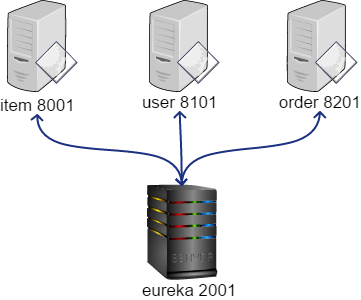 item 8001
user 8101
order 8201
eureka 2001